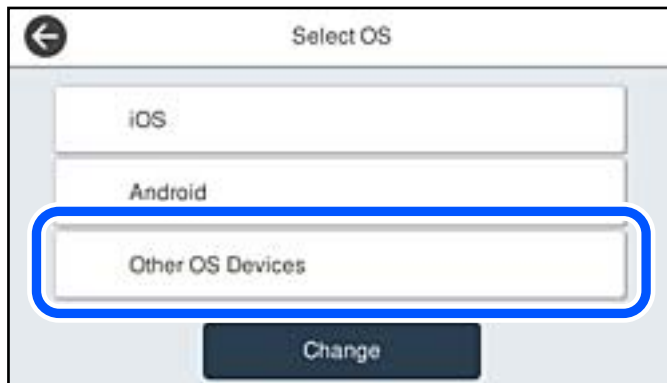 Select OS
iOS
Android
Other OS Devices
Change